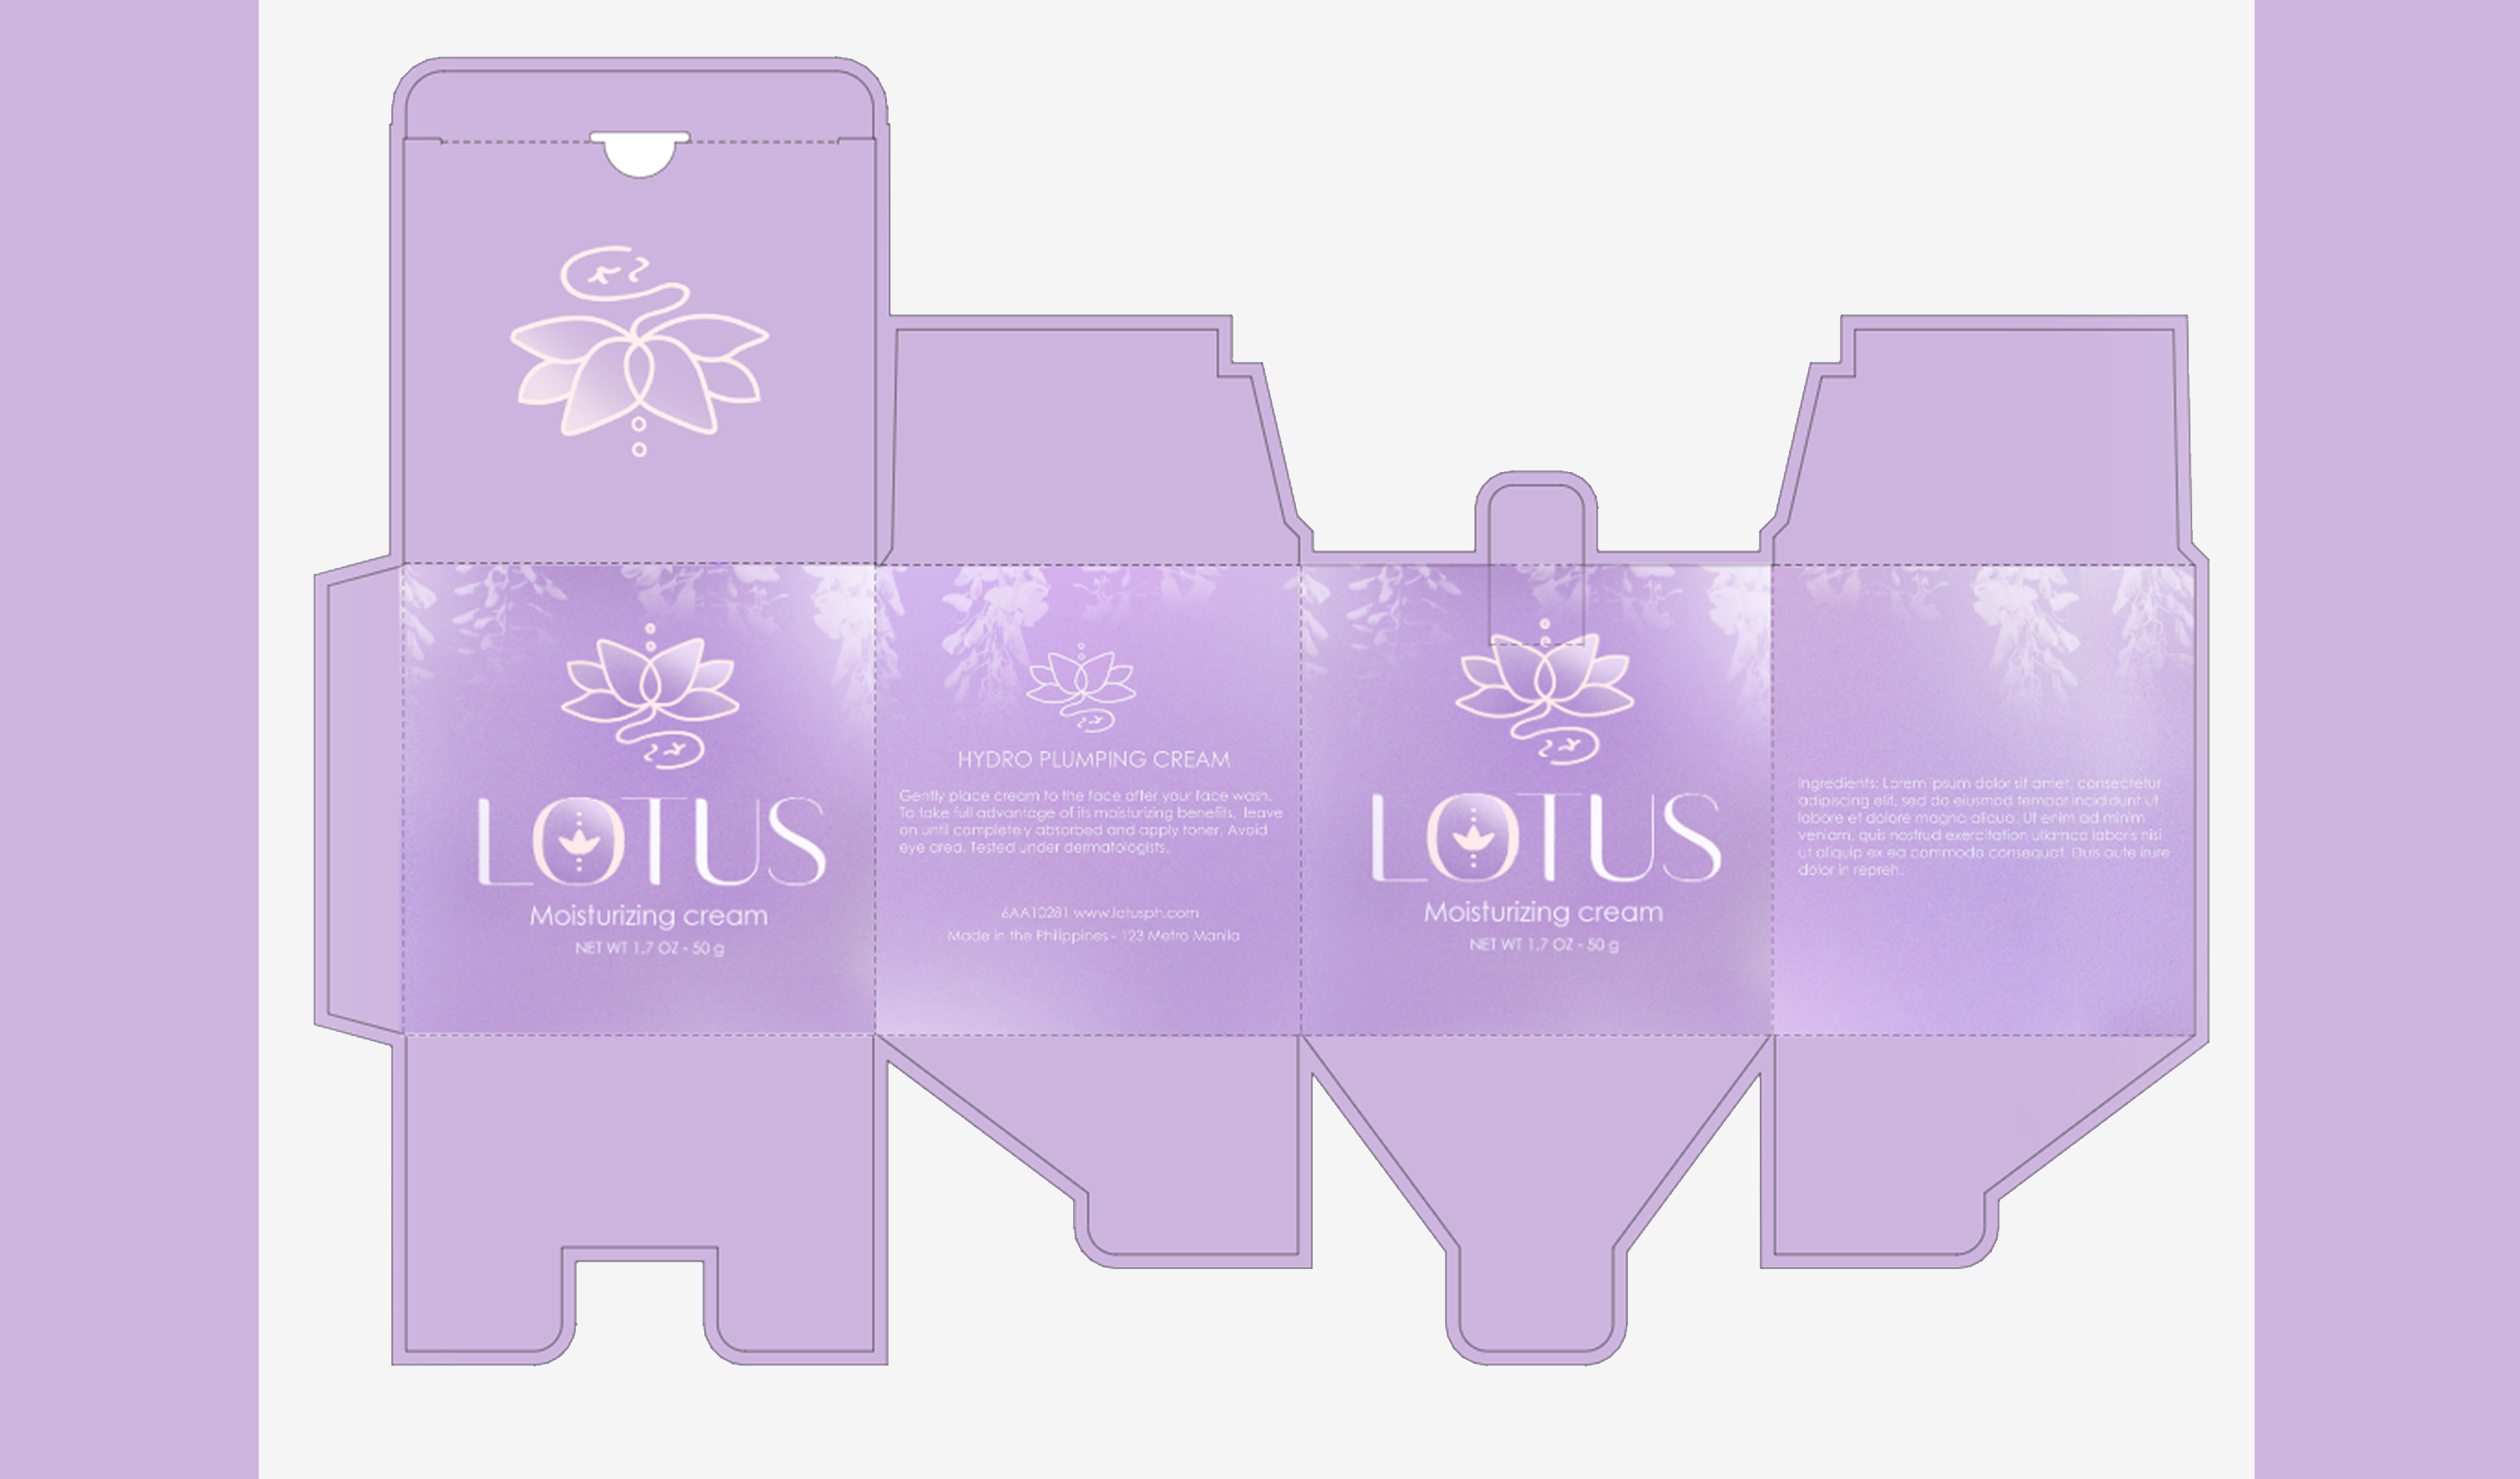 LOTUS
Moisturizing cream
NET WT 1.7 OZ - 50 g
HYDRO PLUMPING CREAM
Gently place cream to the face after your face wash.
To take full advantage of its moisturizing benefits, leave
on until completely absorbed and apply toner. Avoid
eye area. Tested under dermatologists.
6AA10281 www.lotusph.com
Made in the Philippines - 123 Metro Manila
LOTUS
Moisturizing cream
NET WT 1.7 OZ - 50 g
Ingredients: Lorem ipsum dolor sit amet, consectetur
adipiscing elit, sed do eiusmod tempor incididunt ut
labore et dolore magna aliqua. Ut enim ad minim
veniam, quis nostrud exercitation ullamco laboris nisi
ut aliquip ex ea commodo consequat. Duis aute irure
dolor in repreh.